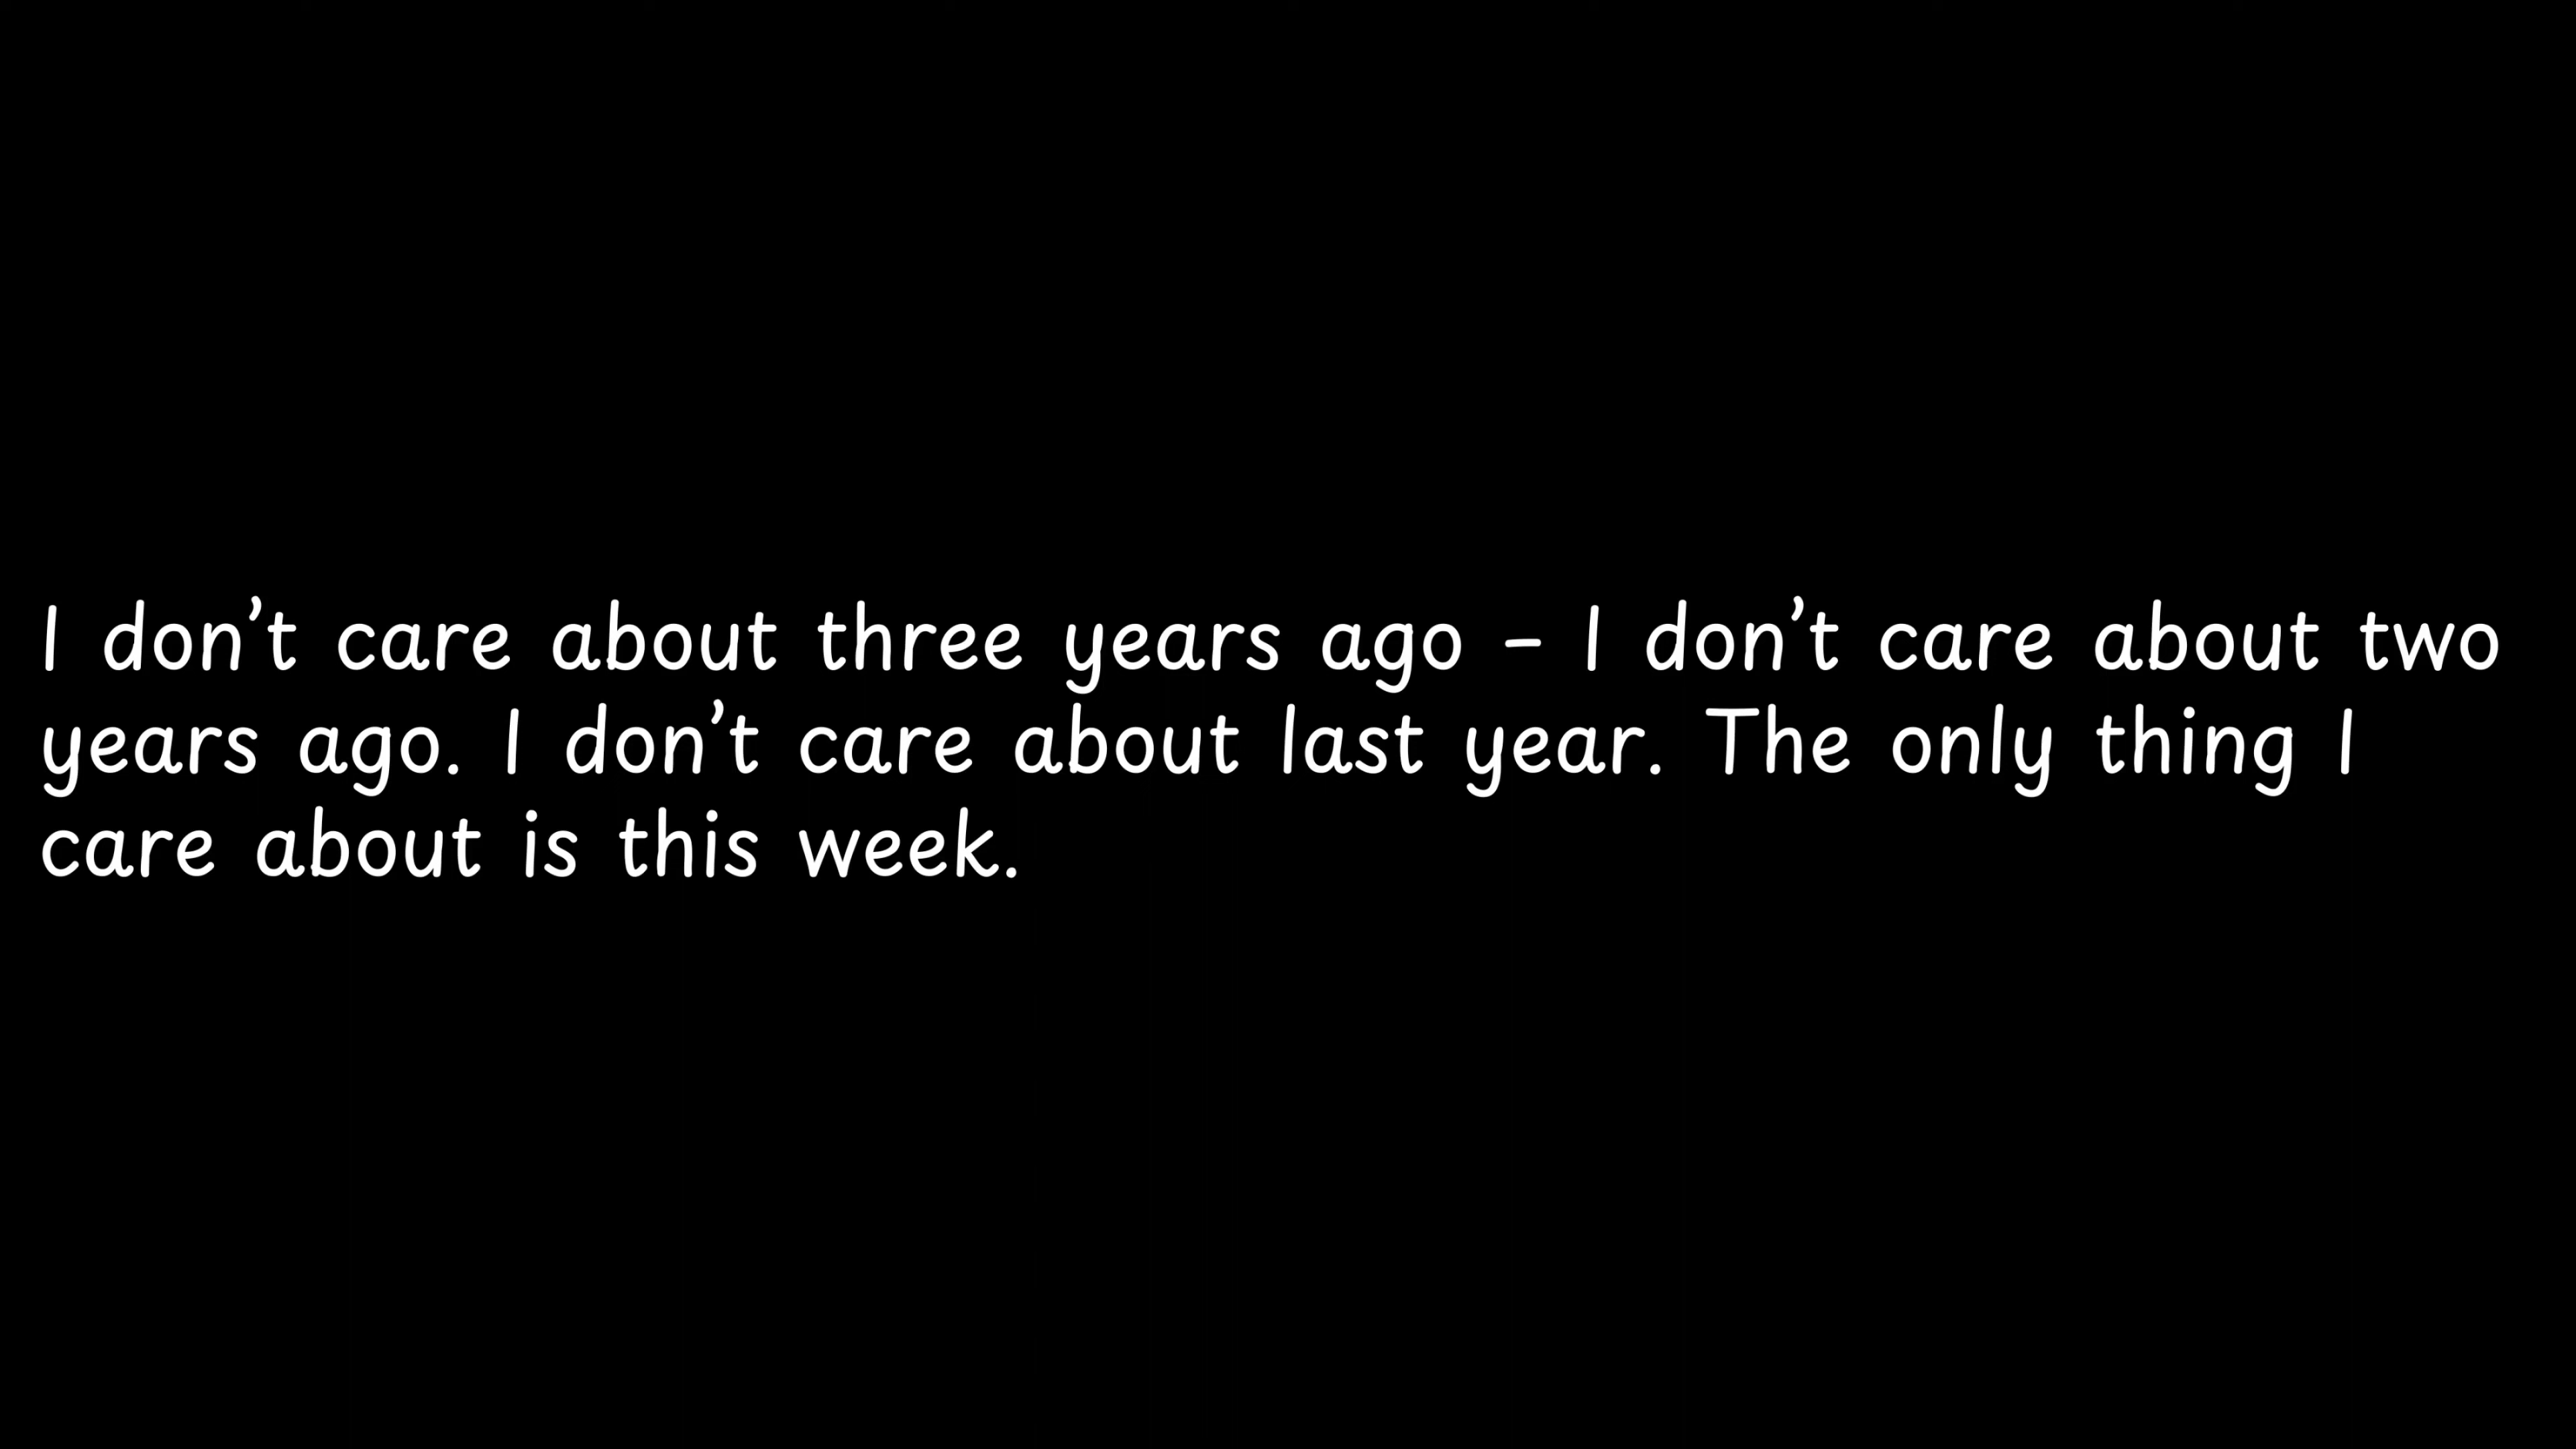 I don’t care about three years ago – I don’t care about two
years ago. I don’t care about last year. The only thing I
care about is this week.